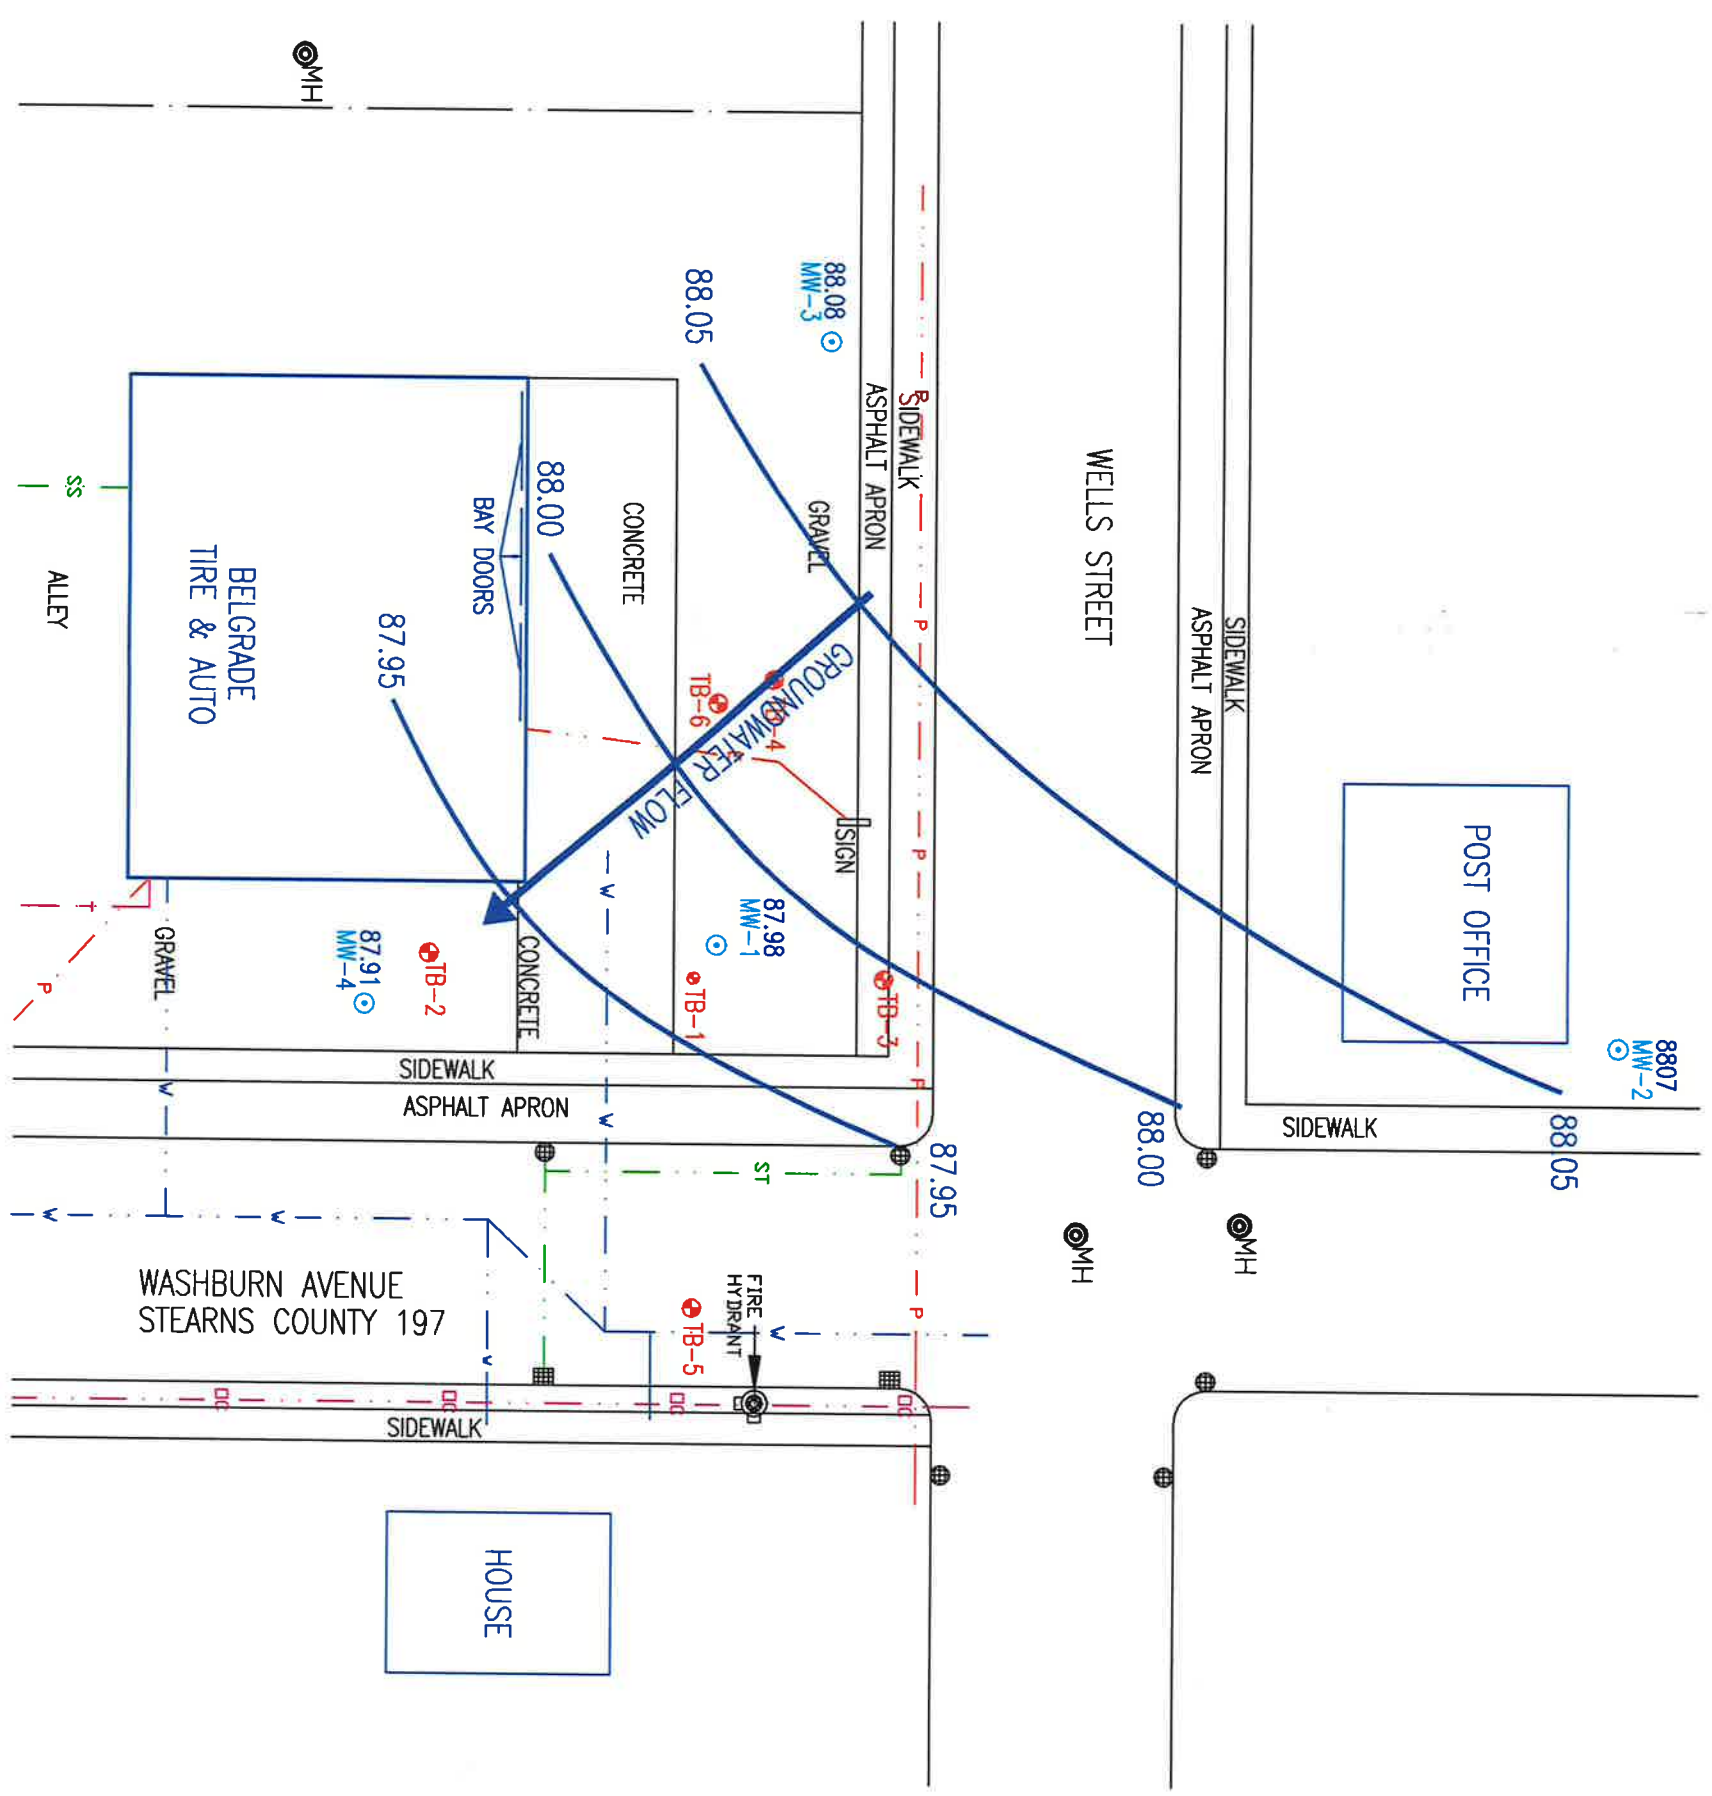 MH
88.08
MW-3
88.05
SIDEWALK
ASPHALT APRON
P
GRAVEL
WELLS STREET
SIDEWALK
ASPHALT APRON
POST OFFICE
8807
MW-2
88.05
SIDEWALK
88.00
CONCRETE
BAY DOORS
BELGRADE
TIRE & AUTO
SS
ALLEY
87.95
GROUNDWATER FLOW
TB-6
SIGN
P
P
87.98
MW-1
TB-1
TB-3
W
CONCRETE
TB-2
87.91
MW-4
GRAVEL
T
P
SIDEWALK
ASPHALT APRON
W
W
P
87.95
88.00
ST
MH
MH
W
W
WASHBURN AVENUE
STEARNS COUNTY 197
FIRE
HYDRANT
TB-5
W
P
OC
OC
OC
OC
SIDEWALK
HOUSE